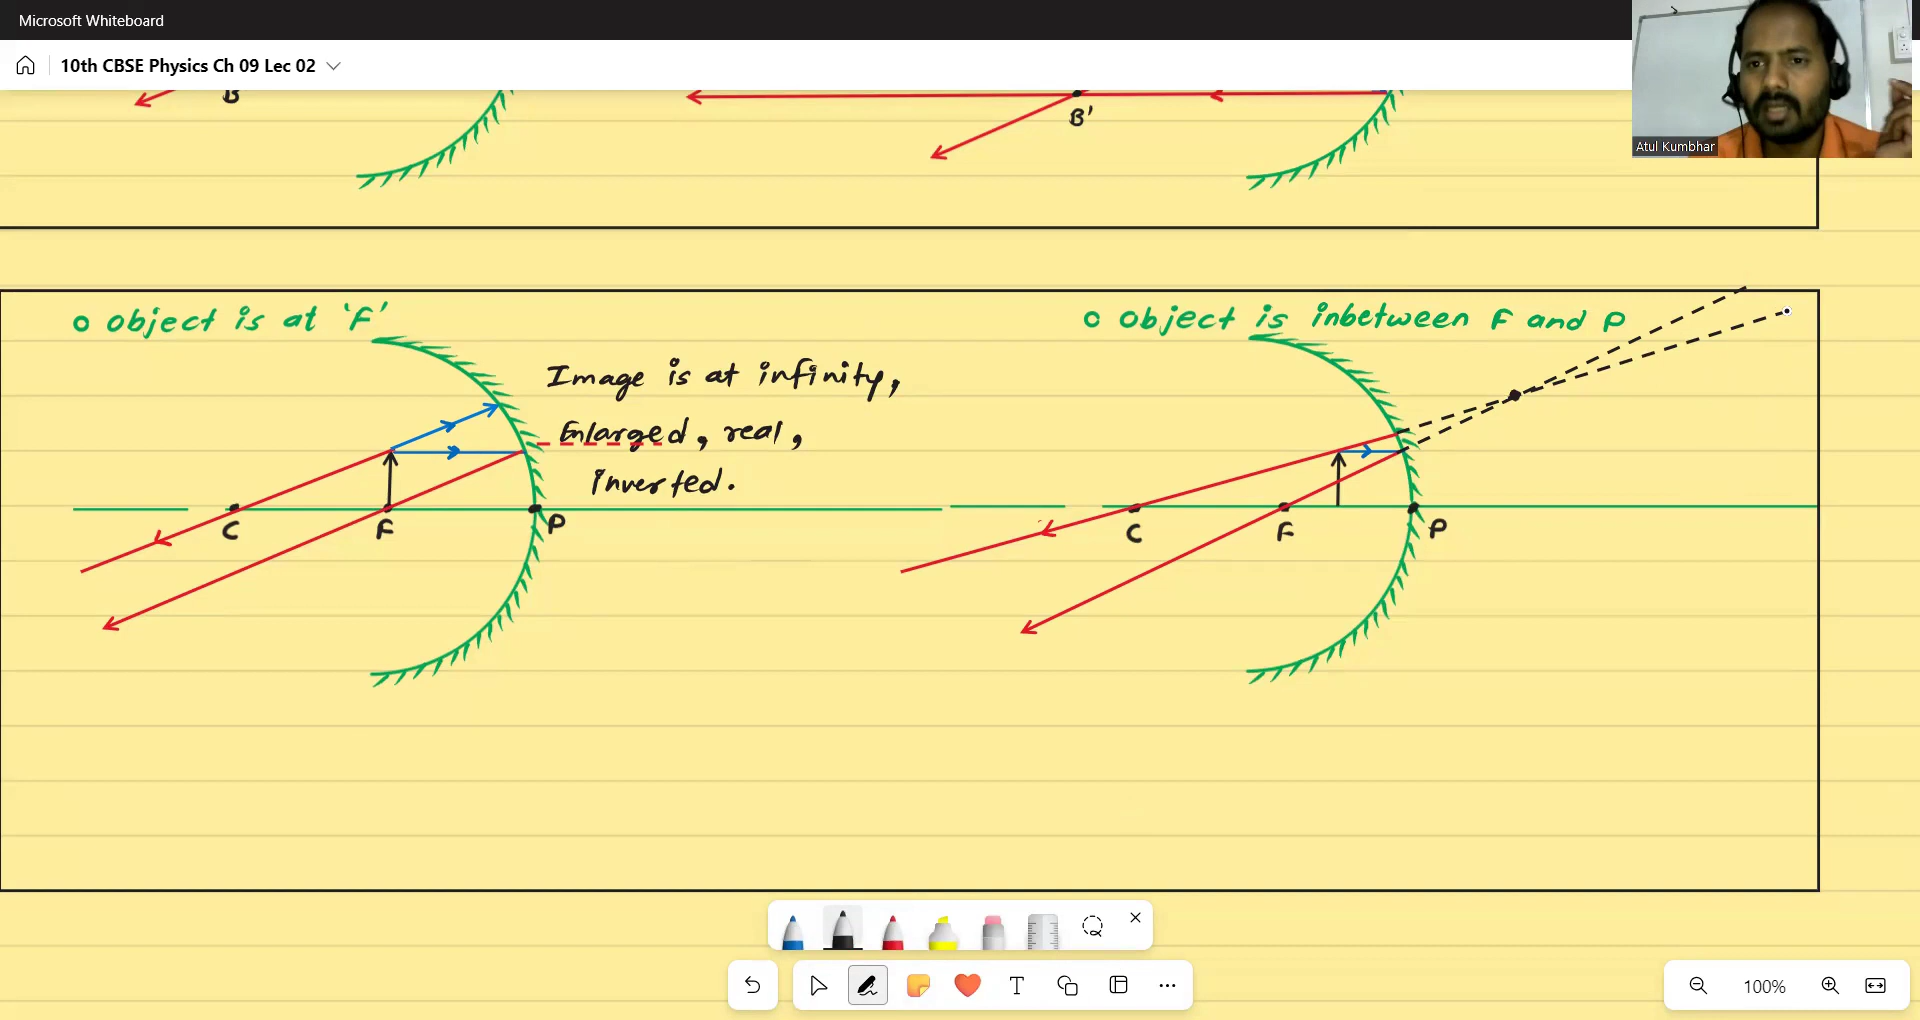 Microsoft Whiteboard
10th CBSE Physics Ch 09 Lec 02
Atul Kumbhar
B
B'
object is at 'F'
Image is at infinity,
Enlarged, real,
inverted.
C
F
P
object is inbetween F and P
C
F
P
100%